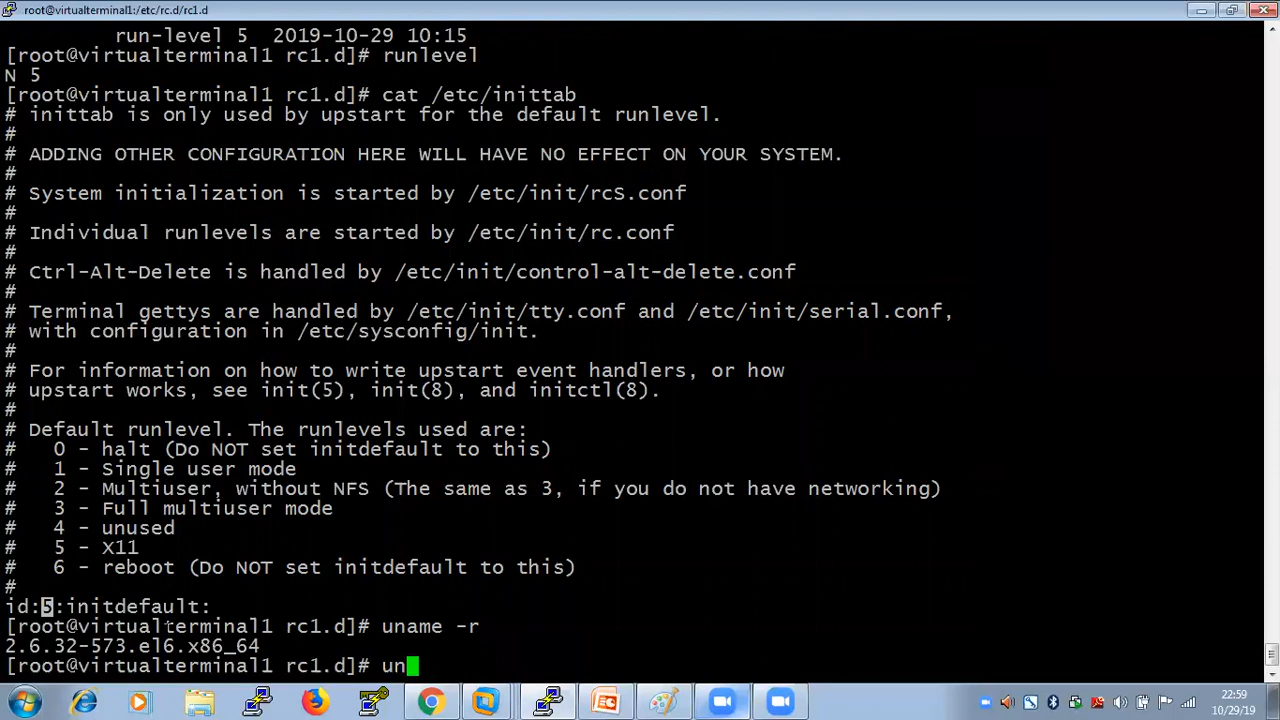 root@virtualterminal1:/etc/rc.d/rc1.d
run-level 5  2019-10-29 10:15
[root@virtualterminal1 rc1.d]# runlevel
N 5
[root@virtualterminal1 rc1.d]# cat /etc/inittab
# inittab is only used by upstart for the default runlevel.
#
# ADDING OTHER CONFIGURATION HERE WILL HAVE NO EFFECT ON YOUR SYSTEM.
#
# System initialization is started by /etc/init/rcS.conf
#
# Individual runlevels are started by /etc/init/rc.conf
#
# Ctrl-Alt-Delete is handled by /etc/init/control-alt-delete.conf
#
# Terminal gettys are handled by /etc/init/tty.conf and /etc/init/serial.conf,
# with configuration in /etc/sysconfig/init.
#
# For information on how to write upstart event handlers, or how
# upstart works, see init(5), init(8), and initctl(8).
#
# Default runlevel. The runlevels used are:
#   0 - halt (Do NOT set initdefault to this)
#   1 - Single user mode
#   2 - Multiuser, without NFS (The same as 3, if you do not have networking)
#   3 - Full multiuser mode
#   4 - unused
#   5 - X11
#   6 - reboot (Do NOT set initdefault to this)
#
id:5:initdefault:
[root@virtualterminal1 rc1.d]# uname -r
2.6.32-573.el6.x86_64
[root@virtualterminal1 rc1.d]# un
22:59
10/29/19